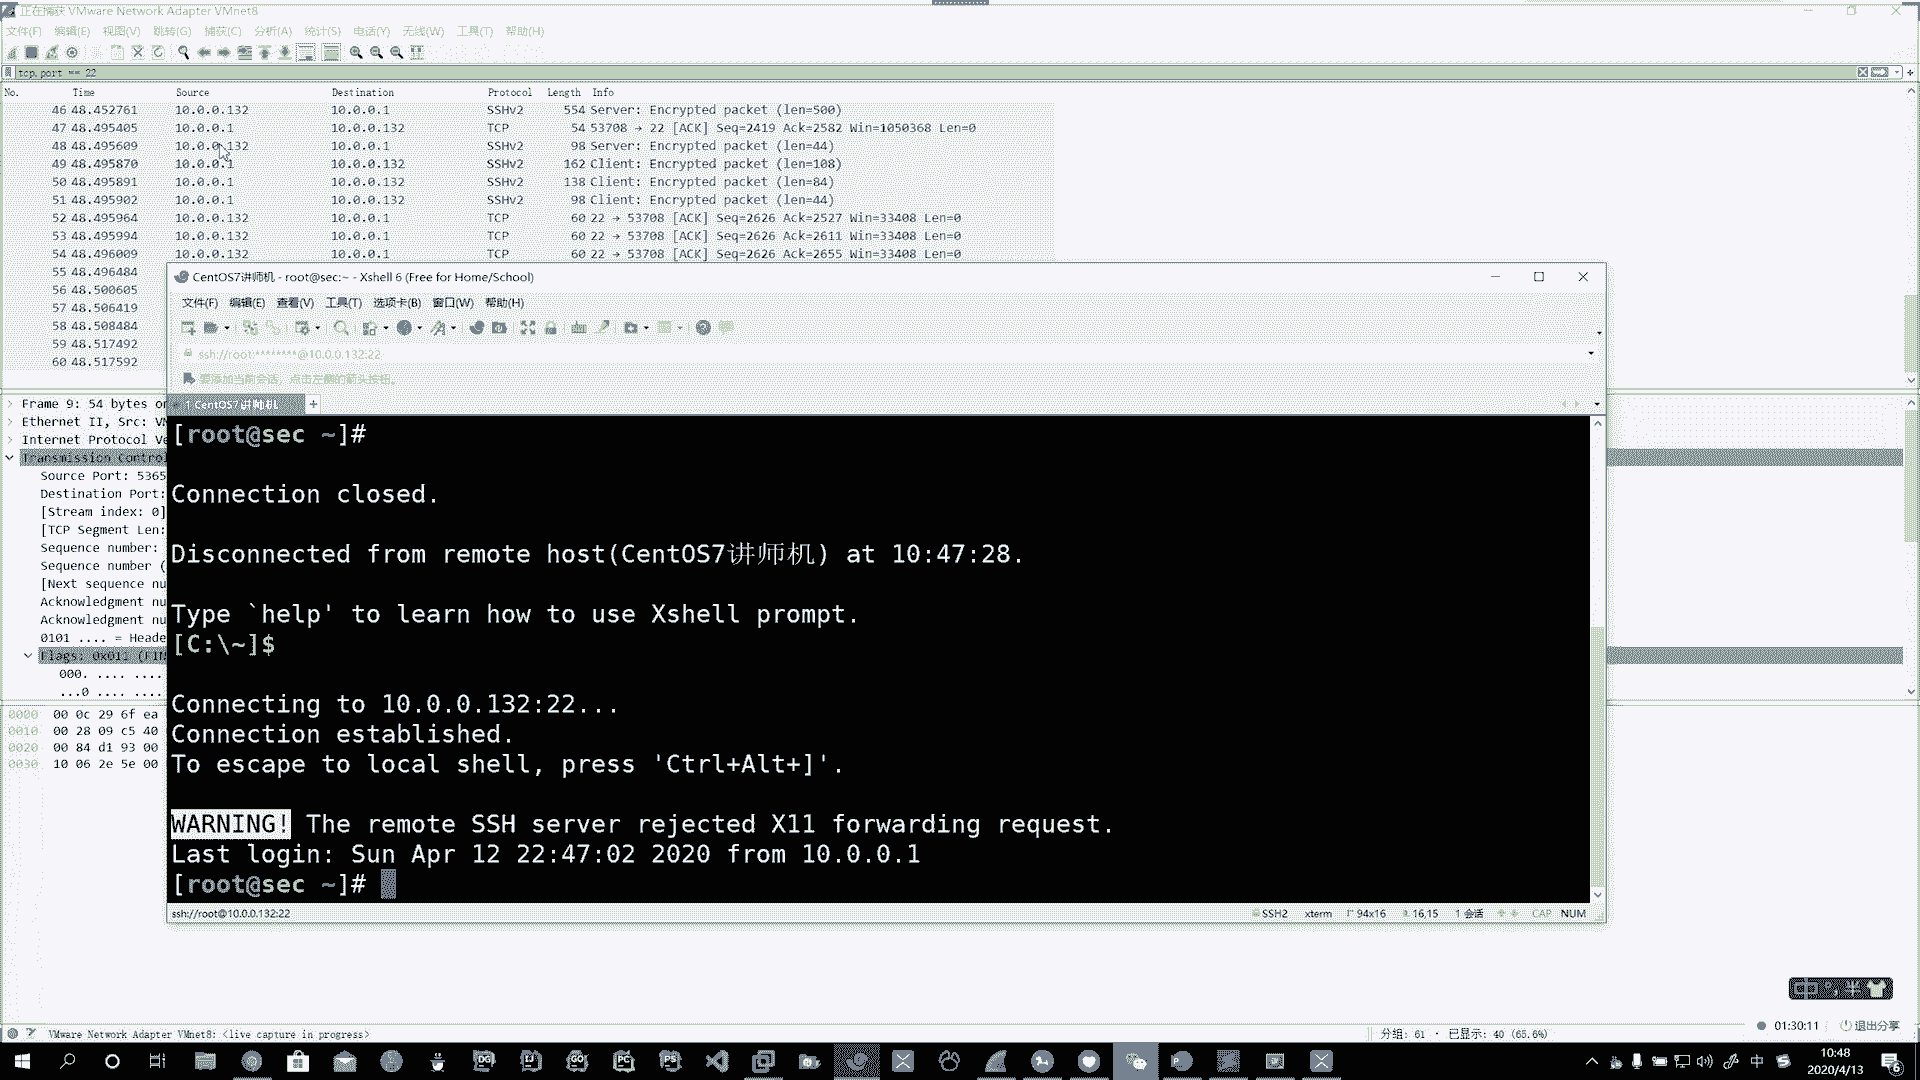 正在捕获 VMware Network Adapter VMnet8
文件(F) 编辑(E) 视图(V) 跳转(G) 捕获(C) 分析(A) 统计(S) 电话(Y) 无线(W) 工具(T) 帮助(H)
tcp.port == 22
No. Time Source Destination Protocol Length Info
46 48.452761 10.0.0.132 10.0.0.1 SSHv2 554 Server: Encrypted packet (len=500)
47 48.495405 10.0.0.1 10.0.0.132 TCP 54 53708 → 22 [ACK] Seq=2419 Ack=2582 Win=1050368 Len=0
48 48.495609 10.0.0.132 10.0.0.1 SSHv2 98 Server: Encrypted packet (len=44)
49 48.495870 10.0.0.1 10.0.0.132 SSHv2 162 Client: Encrypted packet (len=108)
50 48.495891 10.0.0.1 10.0.0.132 SSHv2 138 Client: Encrypted packet (len=84)
51 48.495902 10.0.0.1 10.0.0.132 SSHv2 98 Client: Encrypted packet (len=44)
52 48.495964 10.0.0.132 10.0.0.1 TCP 60 22 → 53708 [ACK] Seq=2626 Ack=2527 Win=33408 Len=0
53 48.495994 10.0.0.132 10.0.0.1 TCP 60 22 → 53708 [ACK] Seq=2626 Ack=2611 Win=33408 Len=0
54 48.496009 10.0.0.132 10.0.0.1 TCP 60 22 → 53708 [ACK] Seq=2626 Ack=2655 Win=33408 Len=0
55 48.496484
56 48.500605
57 48.506419
58 48.508484
59 48.517492
60 48.517592
Frame 9: 54 bytes on
Ethernet II, Src: VM
Internet Protocol Ve
Transmission Control
Source Port: 5365
Destination Port:
[Stream index: 0]
[TCP Segment Len:
Sequence number:
Sequence number (
[Next sequence nu
Acknowledgment nu
Acknowledgment nu
0101 .... = Heade
Flags: 0x011 (FIN
000. .... ....
...0 .... ....
0000 00 0c 29 6f ea
0010 00 28 09 c5 40
0020 00 84 d1 93 00
0030 10 06 2e 5e 00
CentOS7讲师机 - root@sec:~ - Xshell 6 (Free for Home/School)
文件(F) 编辑(E) 查看(V) 工具(T) 选项卡(B) 窗口(W) 帮助(H)
ssh://root:********@10.0.0.132:22
要添加当前会话，点击左侧的箭头按钮。
1 CentOS7讲师机 +
[root@sec ~]#
Connection closed.
Disconnected from remote host(CentOS7讲师机) at 10:47:28.
Type `help' to learn how to use Xshell prompt.
[C:\~]$
Connecting to 10.0.0.132:22...
Connection established.
To escape to local shell, press 'Ctrl+Alt+]'.
WARNING! The remote SSH server rejected X11 forwarding request.
Last login: Sun Apr 12 22:47:02 2020 from 10.0.0.1
[root@sec ~]#
ssh://root@10.0.0.132:22 SSH2 xterm 94x16 16,15 1 会话 CAP NUM
中 °, 半
VMware Network Adapter VMnet8: <live capture in progress> 分组: 61 · 已显示: 40 (65.6%)
01:30:11 退出分享
DG IJ GO PC PS
中 10:48
2020/4/13 6